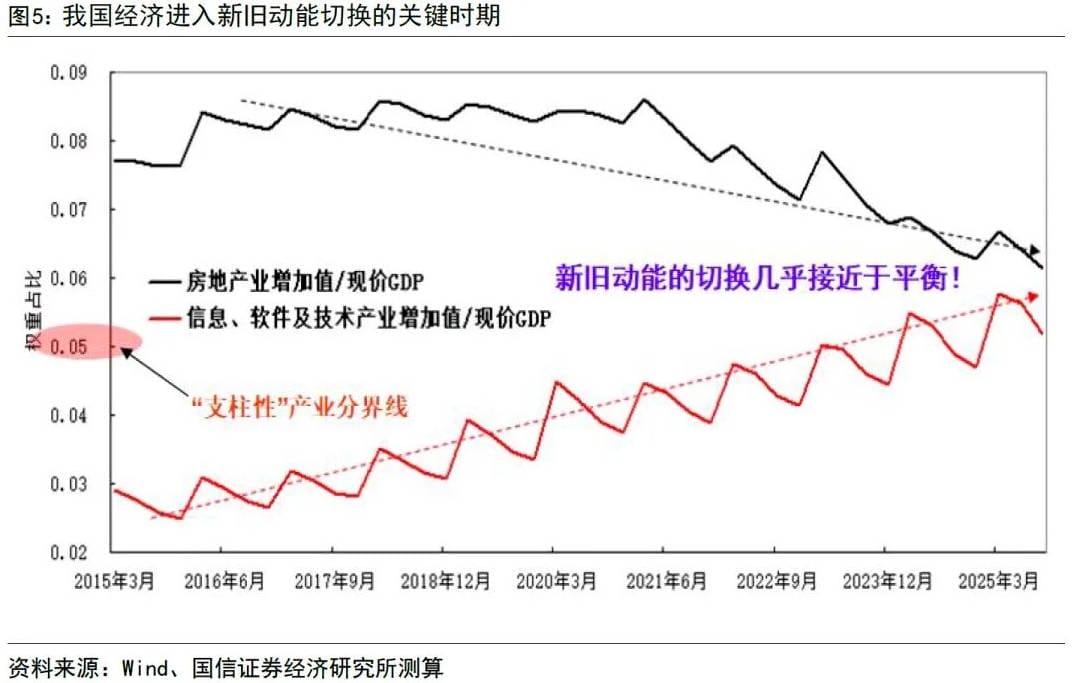 图5：我国经济进入新旧动能切换的关键时期
0.09
0.08
0.07
0.06
0.05
0.04
0.03
0.02
权重占比
房地产业增加值/现价GDP
信息、软件及技术产业增加值/现价GDP
新旧动能的切换几乎接近于平衡！
“支柱性”产业分界线
2015年3月 2016年6月 2017年9月 2018年12月 2020年3月 2021年6月 2022年9月 2023年12月 2025年3月
资料来源：Wind、国信证券经济研究所测算